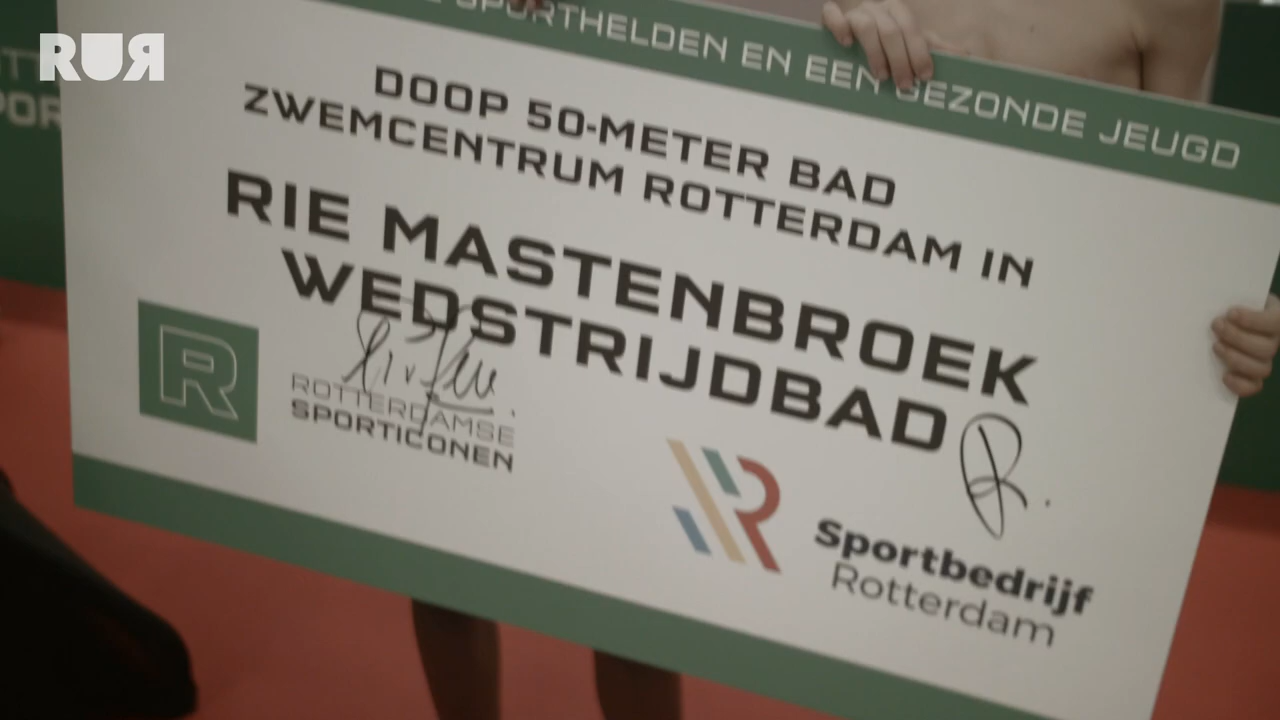 RUR
SPORTHELDEN EN EEN GEZONDE JEUGD
DOOP 50-METER BAD
ZWEMCENTRUM ROTTERDAM IN
RIE MASTENBROEK
WEDSTRIJDBAD
R
ROTTERDAMSE
SPORTICONEN
Sportbedrijf
Rotterdam